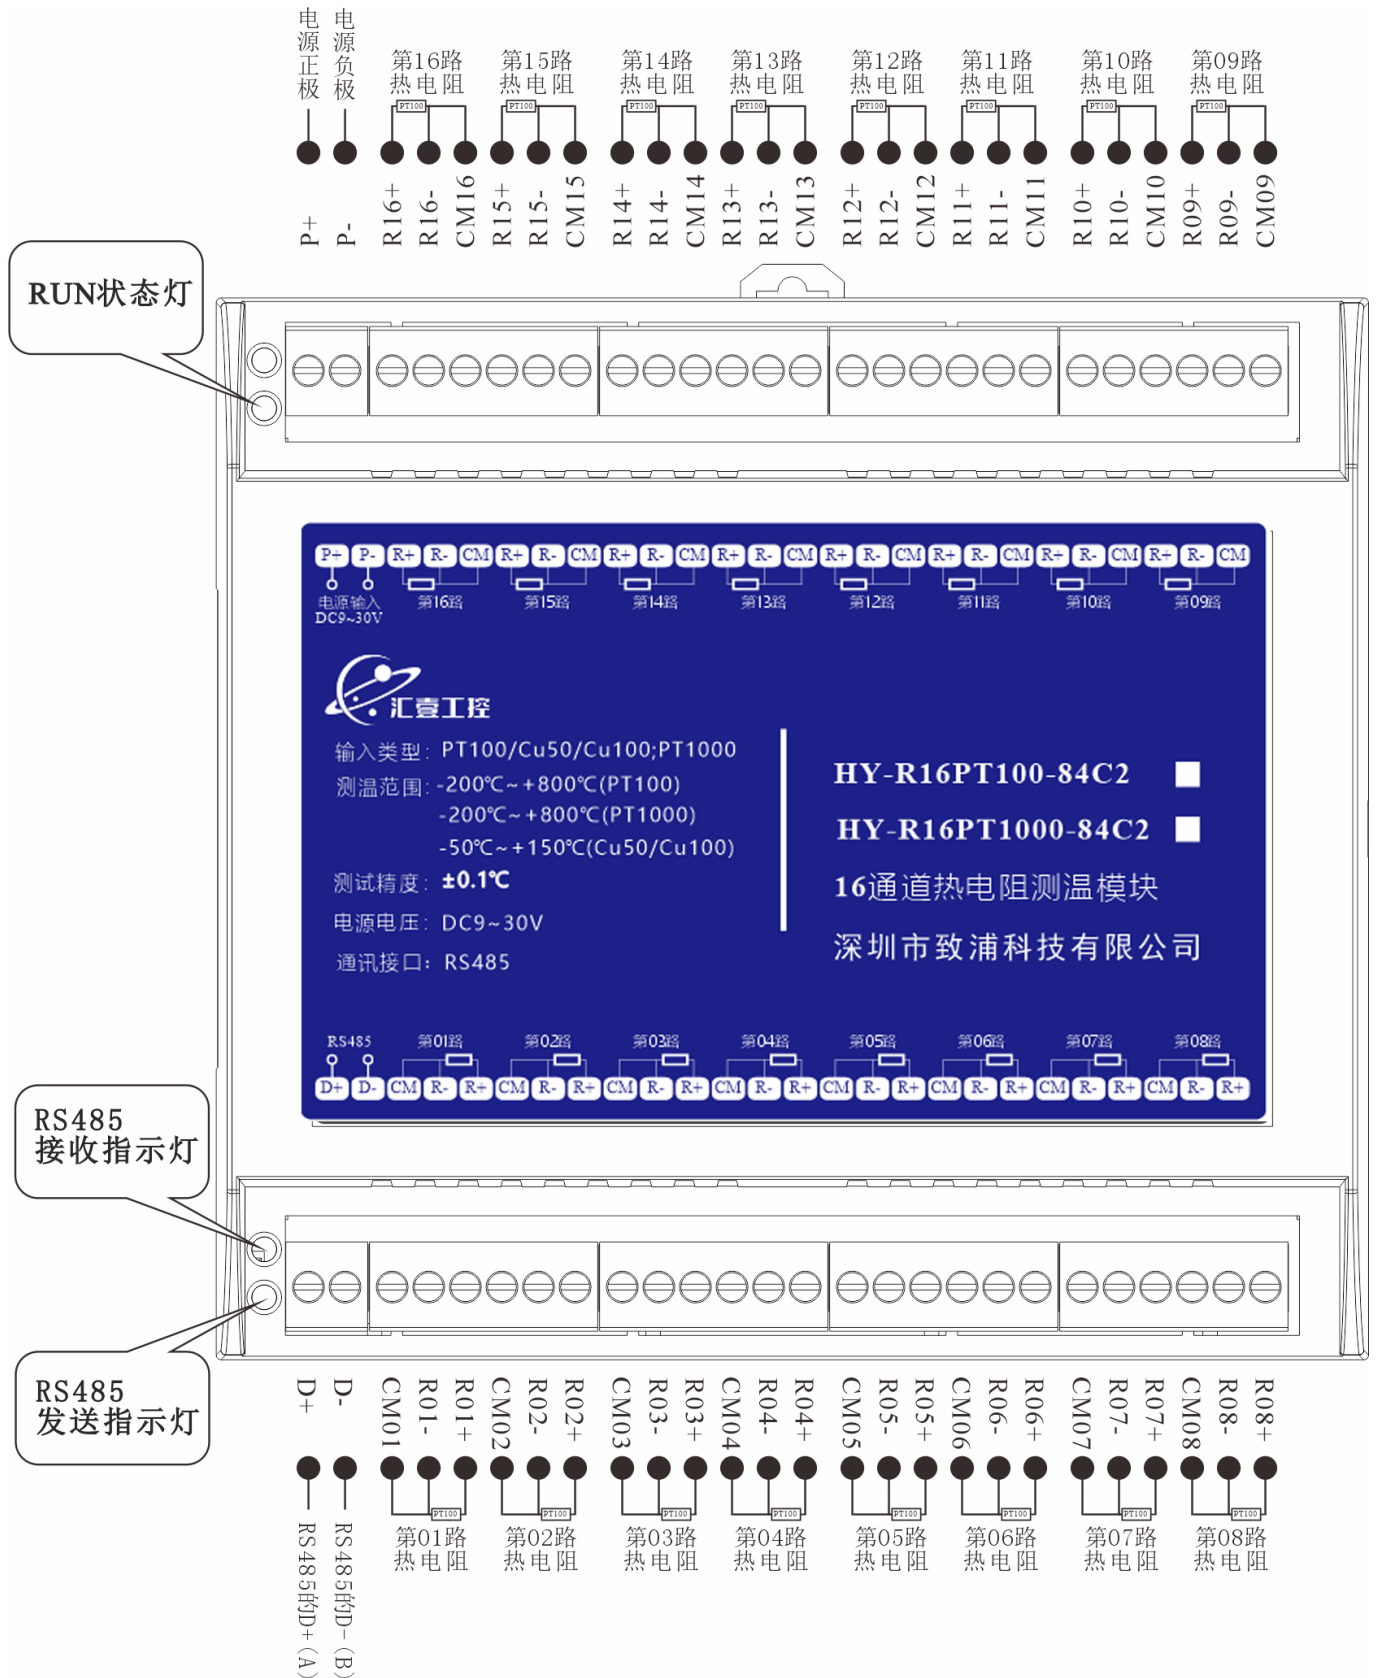 电源正极
电源负极
第16路
热电阻
第15路
热电阻
第14路
热电阻
第13路
热电阻
第12路
热电阻
第11路
热电阻
第10路
热电阻
第09路
热电阻
PT100 PT100 PT100 PT100 PT100 PT100 PT100 PT100
P+ P- R16+ R16- CM16 R15+ R15- CM15 R14+ R14- CM14 R13+ R13- CM13 R12+ R12- CM12 R11+ R11- CM11 R10+ R10- CM10 R09+ R09- CM09
RUN状态灯
P+ P- R+ R- CM R+ R- CM R+ R- CM R+ R- CM R+ R- CM R+ R- CM R+ R- CM R+ R- CM
电源输入
DC9~30V
第16路 第15路 第14路 第13路 第12路 第11路 第10路 第09路
汇壹工控
输入类型: PT100/Cu50/Cu100;PT1000
测温范围: -200℃~+800℃(PT100)
-200℃~+800℃(PT1000)
-50℃~+150℃(Cu50/Cu100)
测试精度: ±0.1℃
电源电压: DC9~30V
通讯接口: RS485
HY-R16PT100-84C2
HY-R16PT1000-84C2
16通道热电阻测温模块
深圳市致浦科技有限公司
RS485 第01路 第02路 第03路 第04路 第05路 第06路 第07路 第08路
D+ D- CM R- R+ CM R- R+ CM R- R+ CM R- R+ CM R- R+ CM R- R+ CM R- R+ CM R- R+
RS485
接收指示灯
RS485
发送指示灯
D+ D- CM01 R01- R01+ CM02 R02- R02+ CM03 R03- R03+ CM04 R04- R04+ CM05 R05- R05+ CM06 R06- R06+ CM07 R07- R07+ CM08 R08- R08+
PT100 PT100 PT100 PT100 PT100 PT100 PT100 PT100
RS485的D+(A)
RS485的D-(B)
第01路
热电阻
第02路
热电阻
第03路
热电阻
第04路
热电阻
第05路
热电阻
第06路
热电阻
第07路
热电阻
第08路
热电阻